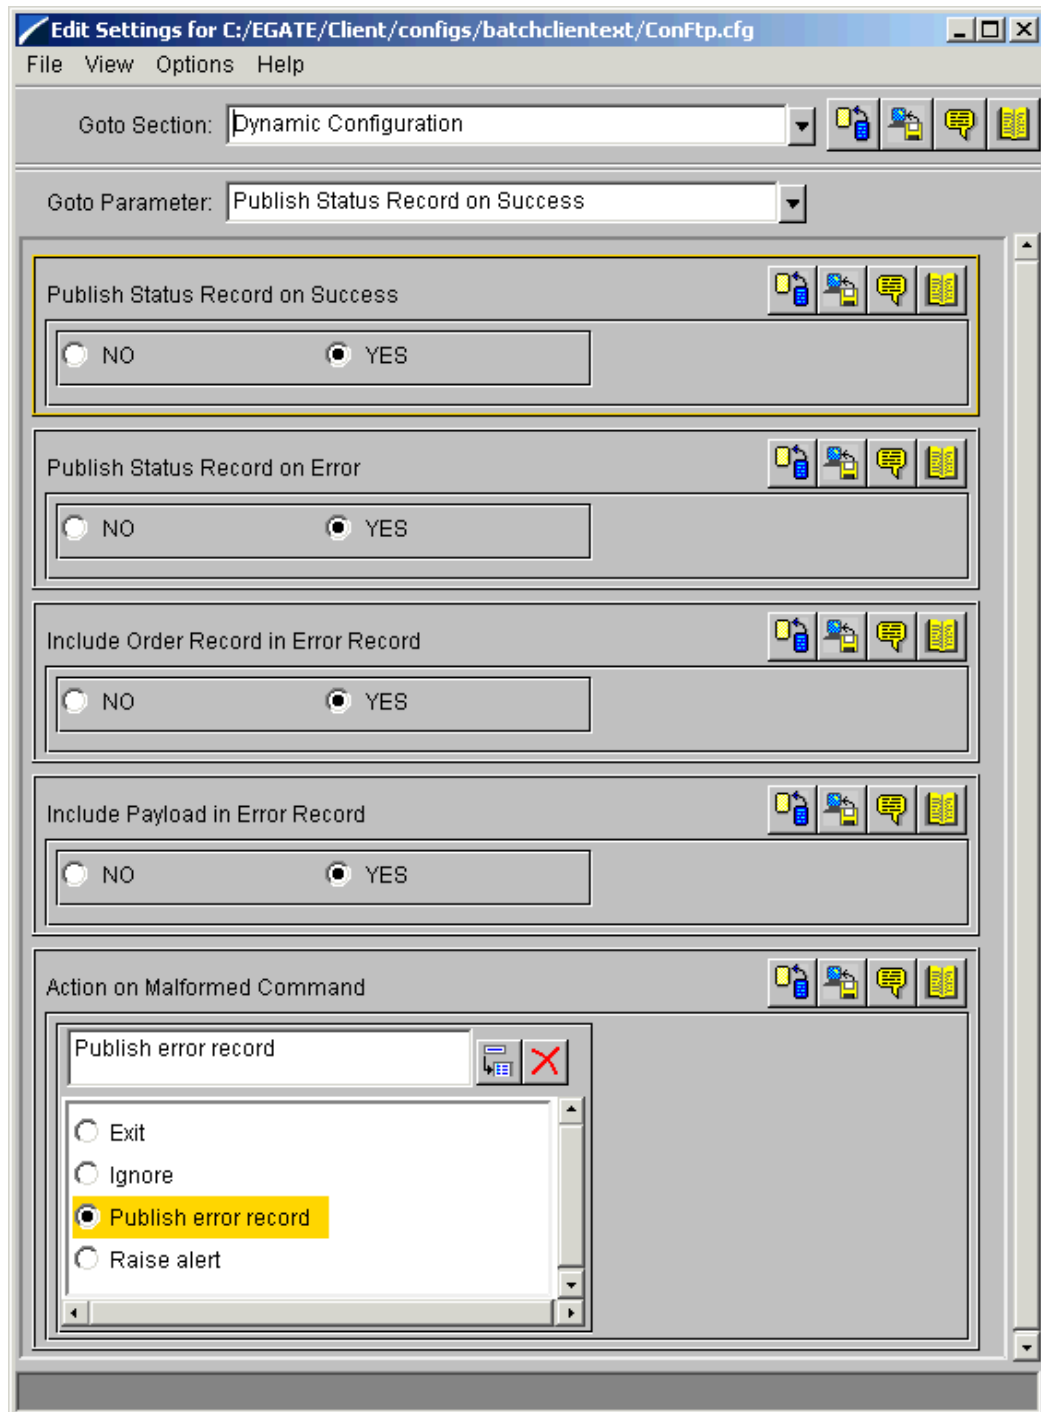 Edit Settings for C:/EGATE/Client/configs/batchclientext/ConFtp.cfg
File View Options Help
Goto Section: Dynamic Configuration
Goto Parameter: Publish Status Record on Success
Publish Status Record on Success
NO YES
Publish Status Record on Error
NO YES
Include Order Record in Error Record
NO YES
Include Payload in Error Record
NO YES
Action on Malformed Command
Publish error record
Exit
Ignore
Publish error record
Raise alert